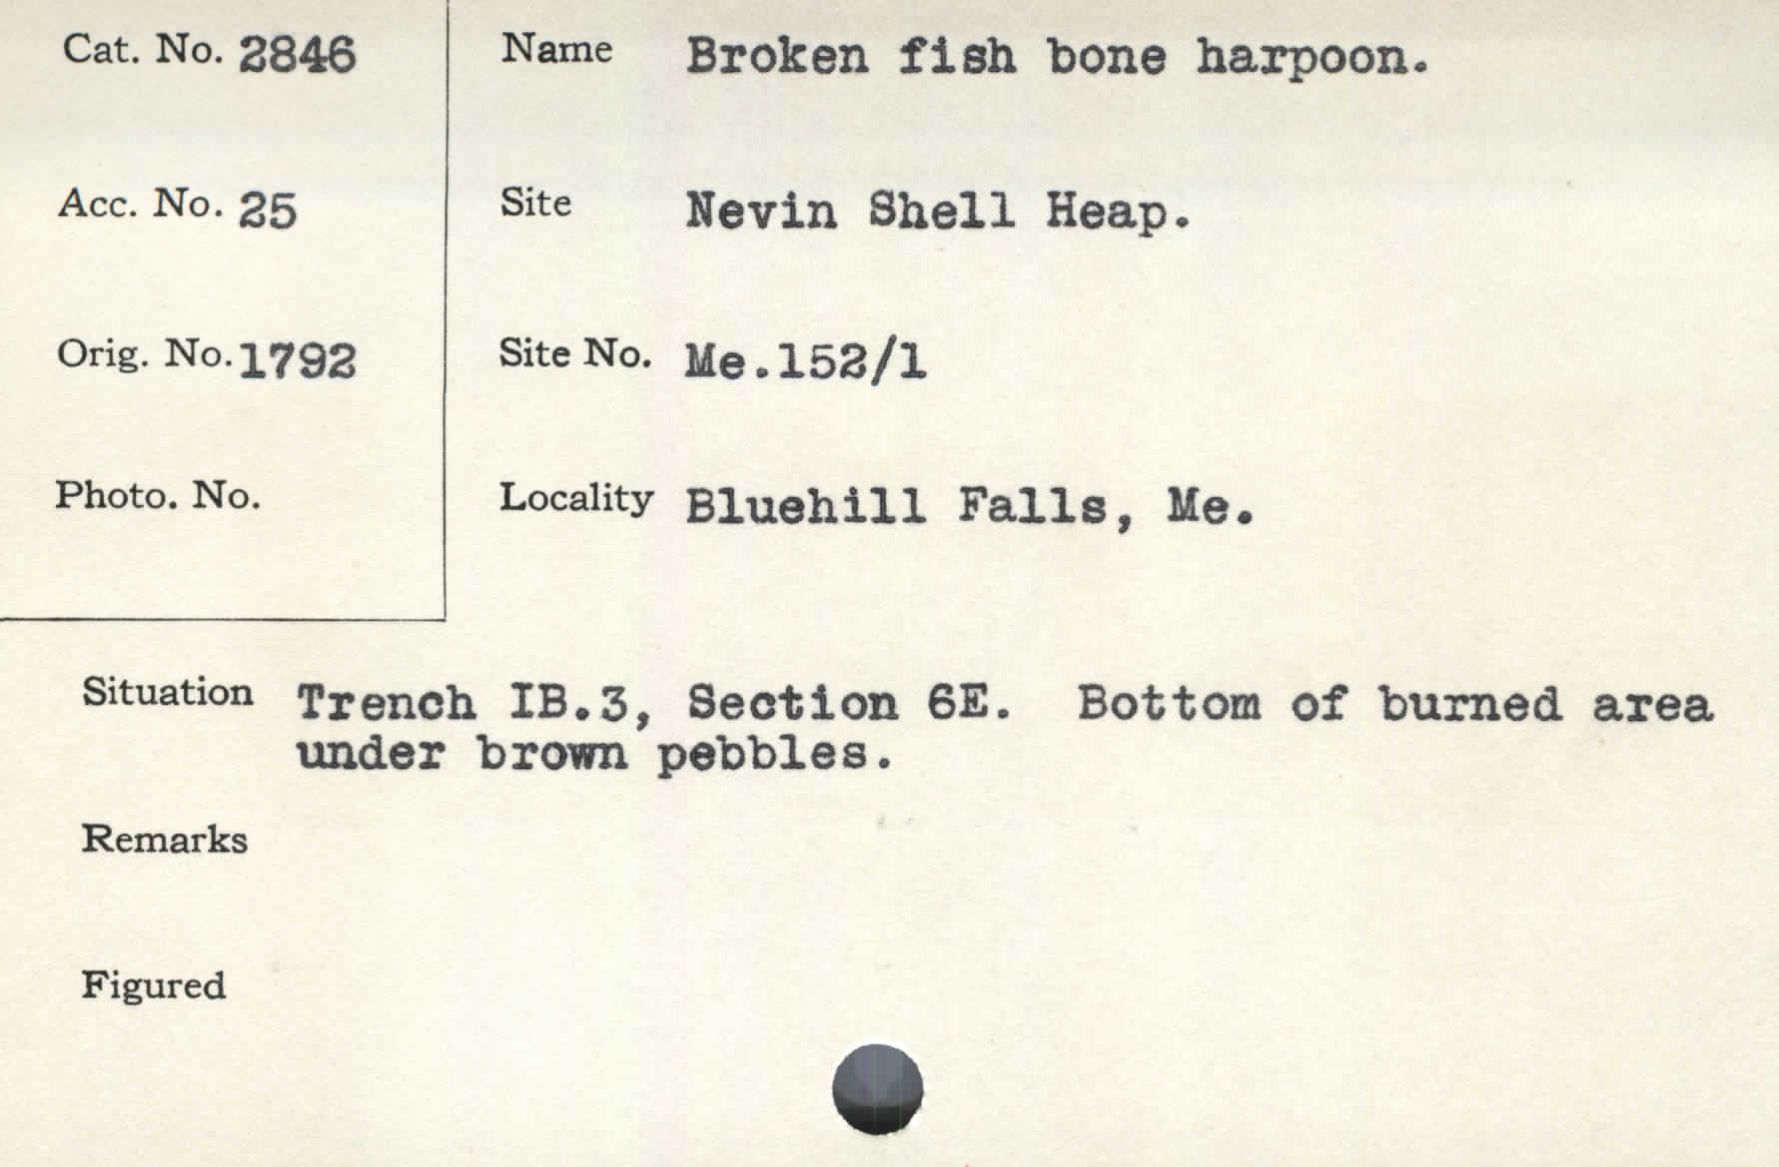 Cat. No. 2846
Acc. No. 25
Orig. No. 1792
Photo. No.
Name Broken fish bone harpoon.
Site Nevin Shell Heap.
Site No. Me.152/1
Locality Bluehill Falls, Me.
Situation Trench IB.3, Section 6E. Bottom of burned area
under brown pebbles.
Remarks
Figured